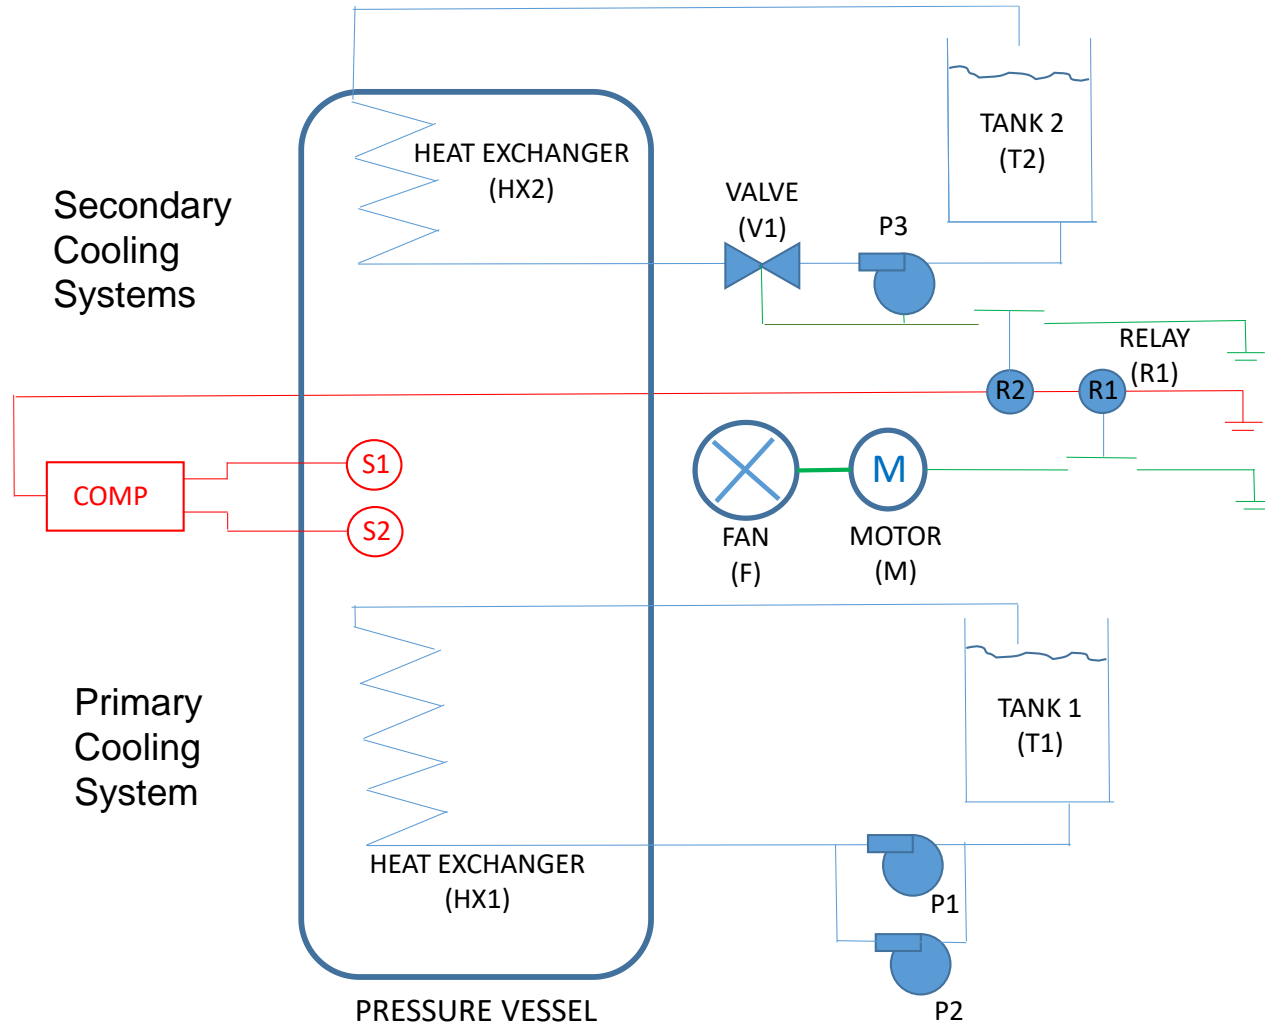 TANK 2
(T2)
HEAT EXCHANGER
(HX2)
Secondary
Cooling
Systems
VALVE
(V1)
P3
RELAY
(R1)
R2
R1
S1
COMP
S2
M
FAN
(F)
MOTOR
(M)
Primary
Cooling
System
TANK 1
(T1)
HEAT EXCHANGER
(HX1)
P1
P2
PRESSURE VESSEL